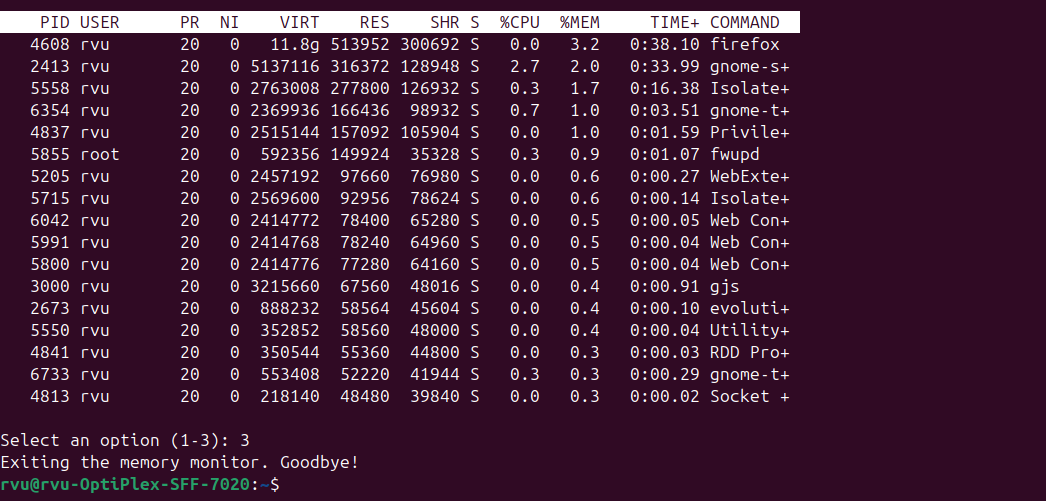 PID USER PR NI VIRT RES SHR S %CPU %MEM TIME+ COMMAND
4608 rvu 20 0 11.8g 513952 300692 S 0.0 3.2 0:38.10 firefox
2413 rvu 20 0 5137116 316372 128948 S 2.7 2.0 0:33.99 gnome-s+
5558 rvu 20 0 2763008 277800 126932 S 0.3 1.7 0:16.38 Isolate+
6354 rvu 20 0 2369936 166436 98932 S 0.7 1.0 0:03.51 gnome-t+
4837 rvu 20 0 2515144 157092 105904 S 0.0 1.0 0:01.59 Privile+
5855 root 20 0 592356 149924 35328 S 0.3 0.9 0:01.07 fwupd
5205 rvu 20 0 2457192 97660 76980 S 0.0 0.6 0:00.27 WebExte+
5715 rvu 20 0 2569600 92956 78624 S 0.0 0.6 0:00.14 Isolate+
6042 rvu 20 0 2414772 78400 65280 S 0.0 0.5 0:00.05 Web Con+
5991 rvu 20 0 2414768 78240 64960 S 0.0 0.5 0:00.04 Web Con+
5800 rvu 20 0 2414776 77280 64160 S 0.0 0.5 0:00.04 Web Con+
3000 rvu 20 0 3215660 67560 48016 S 0.0 0.4 0:00.91 gjs
2673 rvu 20 0 888232 58564 45604 S 0.0 0.4 0:00.10 evoluti+
5550 rvu 20 0 352852 58560 48000 S 0.0 0.4 0:00.04 Utility+
4841 rvu 20 0 350544 55360 44800 S 0.0 0.3 0:00.03 RDD Pro+
6733 rvu 20 0 553408 52220 41944 S 0.3 0.3 0:00.29 gnome-t+
4813 rvu 20 0 218140 48480 39840 S 0.0 0.3 0:00.02 Socket +
Select an option (1-3): 3
Exiting the memory monitor. Goodbye!
rvu@rvu-OptiPlex-SFF-7020:~$